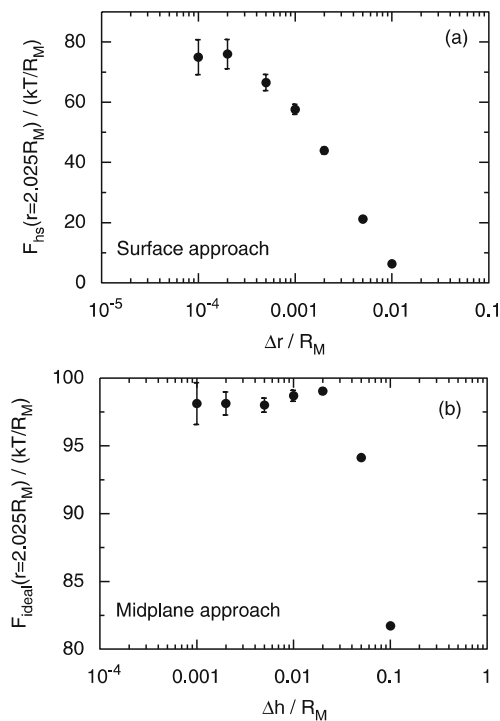 (a)
F_hs(r=2.025R_M) / (kT/R_M)
80
60
40
20
0
Surface approach
10^-5 10^-4 0.001 0.01 0.1
Δr / R_M
(b)
F_ideal(r=2.025R_M) / (kT/R_M)
100
95
90
85
80
Midplane approach
10^-4 0.001 0.01 0.1 1
Δh / R_M